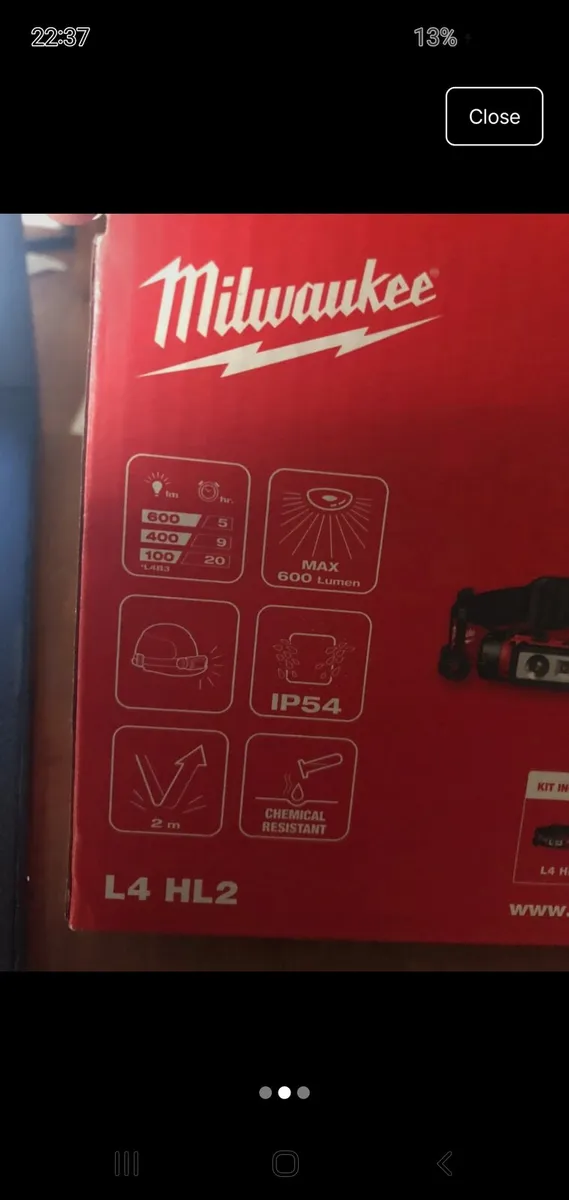 22:37
13%
Close
Milwaukee®
lm
hr.
600 / 5
400 / 9
100 / 20
*L4B3
MAX
600 Lumen
IP54
2 m
CHEMICAL
RESISTANT
L4 HL2
KIT IN
L4 H
www.